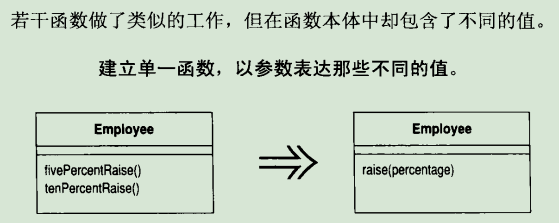 若干函数做了类似的工作，但在函数本体中却包含了不同的值。
建立单一函数，以参数表达那些不同的值。
Employee
fivePercentRaise()
tenPercentRaise()
Employee
raise(percentage)